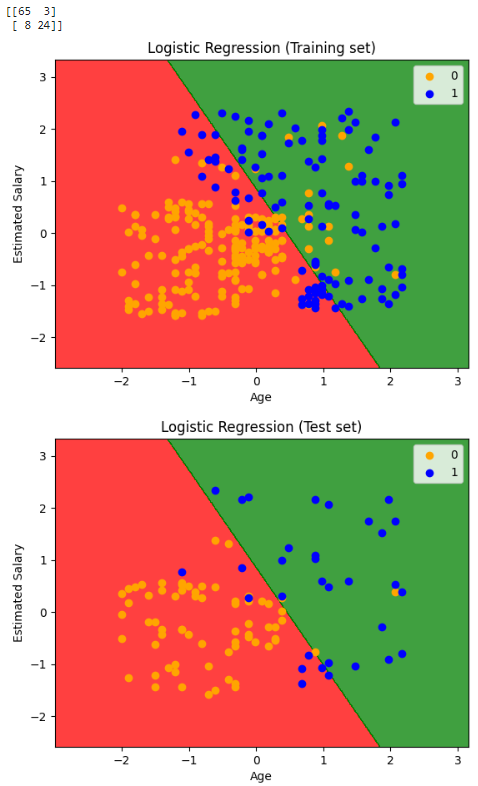 [[65  3]
 [ 8 24]]
Logistic Regression (Training set)
0
1
3
2
1
0
−1
−2
Estimated Salary
−2 −1 0 1 2 3
Age
Logistic Regression (Test set)
0
1
3
2
1
0
−1
−2
Estimated Salary
−2 −1 0 1 2 3
Age